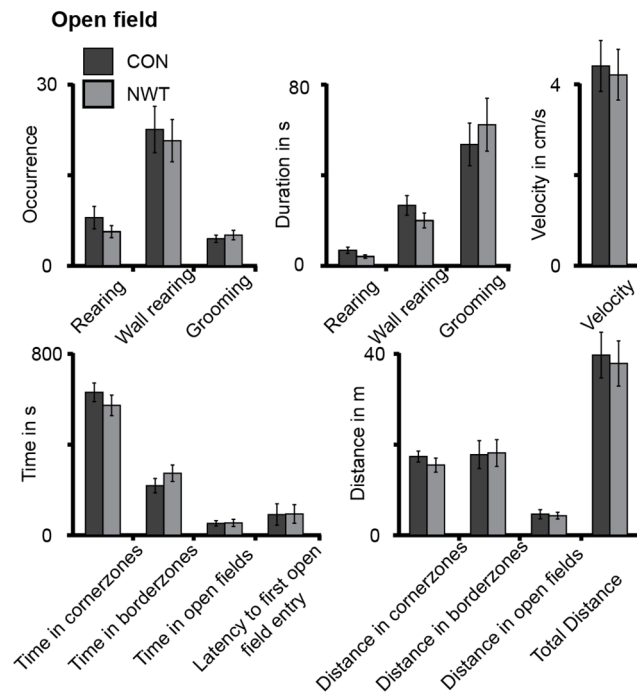 Open field
CON
NWT
30
0
Occurrence
Rearing
Wall rearing
Grooming
80
0
Duration in s
Rearing
Wall rearing
Grooming
4
0
Velocity in cm/s
Velocity
800
0
Time in s
Time in cornerzones
Time in borderzones
Time in open fields
Latency to first open
field entry
40
0
Distance in m
Distance in cornerzones
Distance in borderzones
Distance in open fields
Total Distance